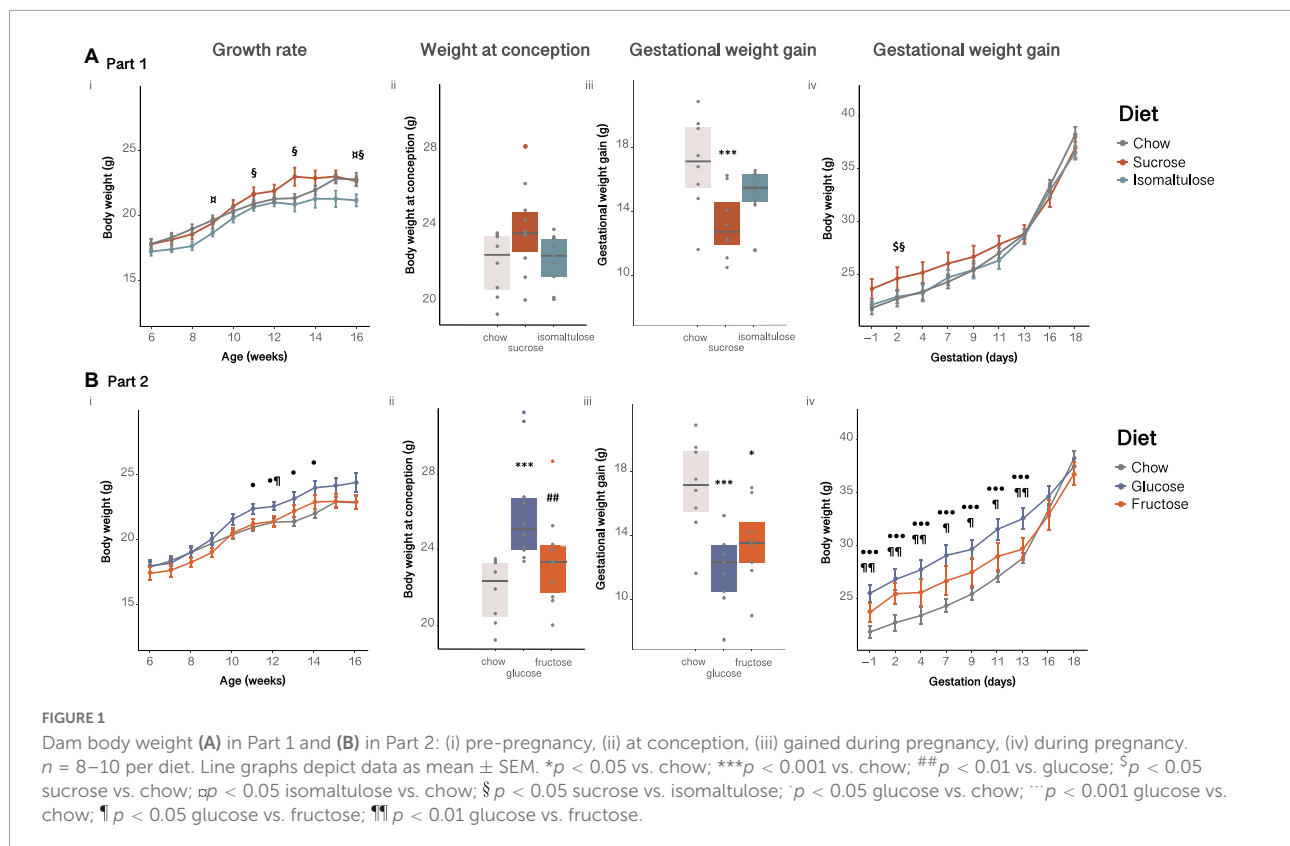 Growth rate
Weight at conception
Gestational weight gain
Gestational weight gain
A Part 1
i
ii
iii
iv
Body weight (g)
25
20
15
¤
§
§
¤§
6 8 10 12 14 16
Age (weeks)
Body weight at conception (g)
28
24
20
chow
sucrose
isomaltulose
Gestational weight gain (g)
18
14
10
***
chow
sucrose
isomaltulose
Body weight (g)
40
35
30
25
$§
−1 2 4 7 9 11 13 16 18
Gestation (days)
Diet
Chow
Sucrose
Isomaltulose
B Part 2
i
ii
iii
iv
Body weight (g)
25
20
15
•
•¶
•
•
6 8 10 12 14 16
Age (weeks)
Body weight at conception (g)
28
24
20
***
##
chow
glucose
fructose
Gestational weight gain (g)
18
14
10
***
*
chow
glucose
fructose
Body weight (g)
40
35
30
25
••• ••• ••• ••• ••• ••• •••
¶¶ ¶¶ ¶¶ ¶ ¶ ¶ ¶¶
−1 2 4 7 9 11 13 16 18
Gestation (days)
Diet
Chow
Glucose
Fructose
FIGURE 1
Dam body weight (A) in Part 1 and (B) in Part 2: (i) pre-pregnancy, (ii) at conception, (iii) gained during pregnancy, (iv) during pregnancy.
n = 8–10 per diet. Line graphs depict data as mean ± SEM. *p < 0.05 vs. chow; ***p < 0.001 vs. chow; ##p < 0.01 vs. glucose; $p < 0.05
sucrose vs. chow; ¤p < 0.05 isomaltulose vs. chow; § p < 0.05 sucrose vs. isomaltulose; ·p < 0.05 glucose vs. chow; ···p < 0.001 glucose vs.
chow; ¶ p < 0.05 glucose vs. fructose; ¶¶ p < 0.01 glucose vs. fructose.